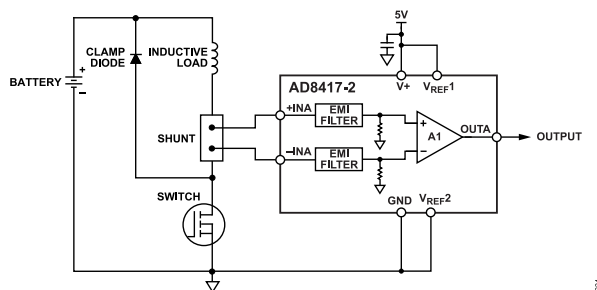 5V
CLAMP
DIODE
INDUCTIVE
LOAD
BATTERY
+
–
AD8417-2
V+
VREF1
+INA
EMI
FILTER
+
A1
OUTA
OUTPUT
SHUNT
–INA
EMI
FILTER
–
SWITCH
GND
VREF2